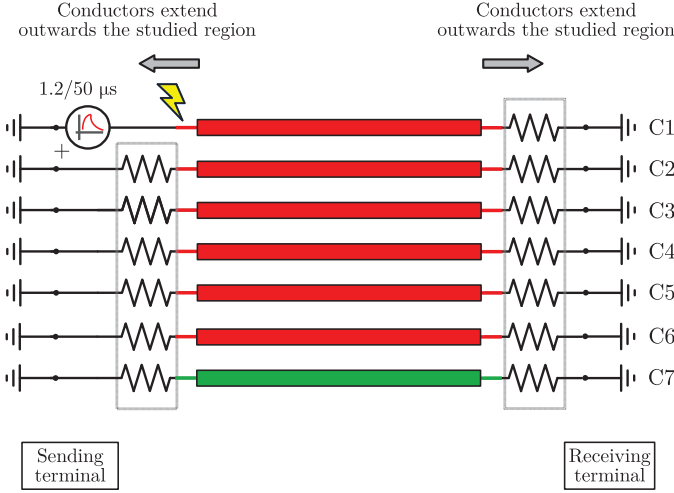 Conductors extend
outwards the studied region
Conductors extend
outwards the studied region
1.2/50 μs
+
C1
C2
C3
C4
C5
C6
C7
Sending
terminal
Receiving
terminal